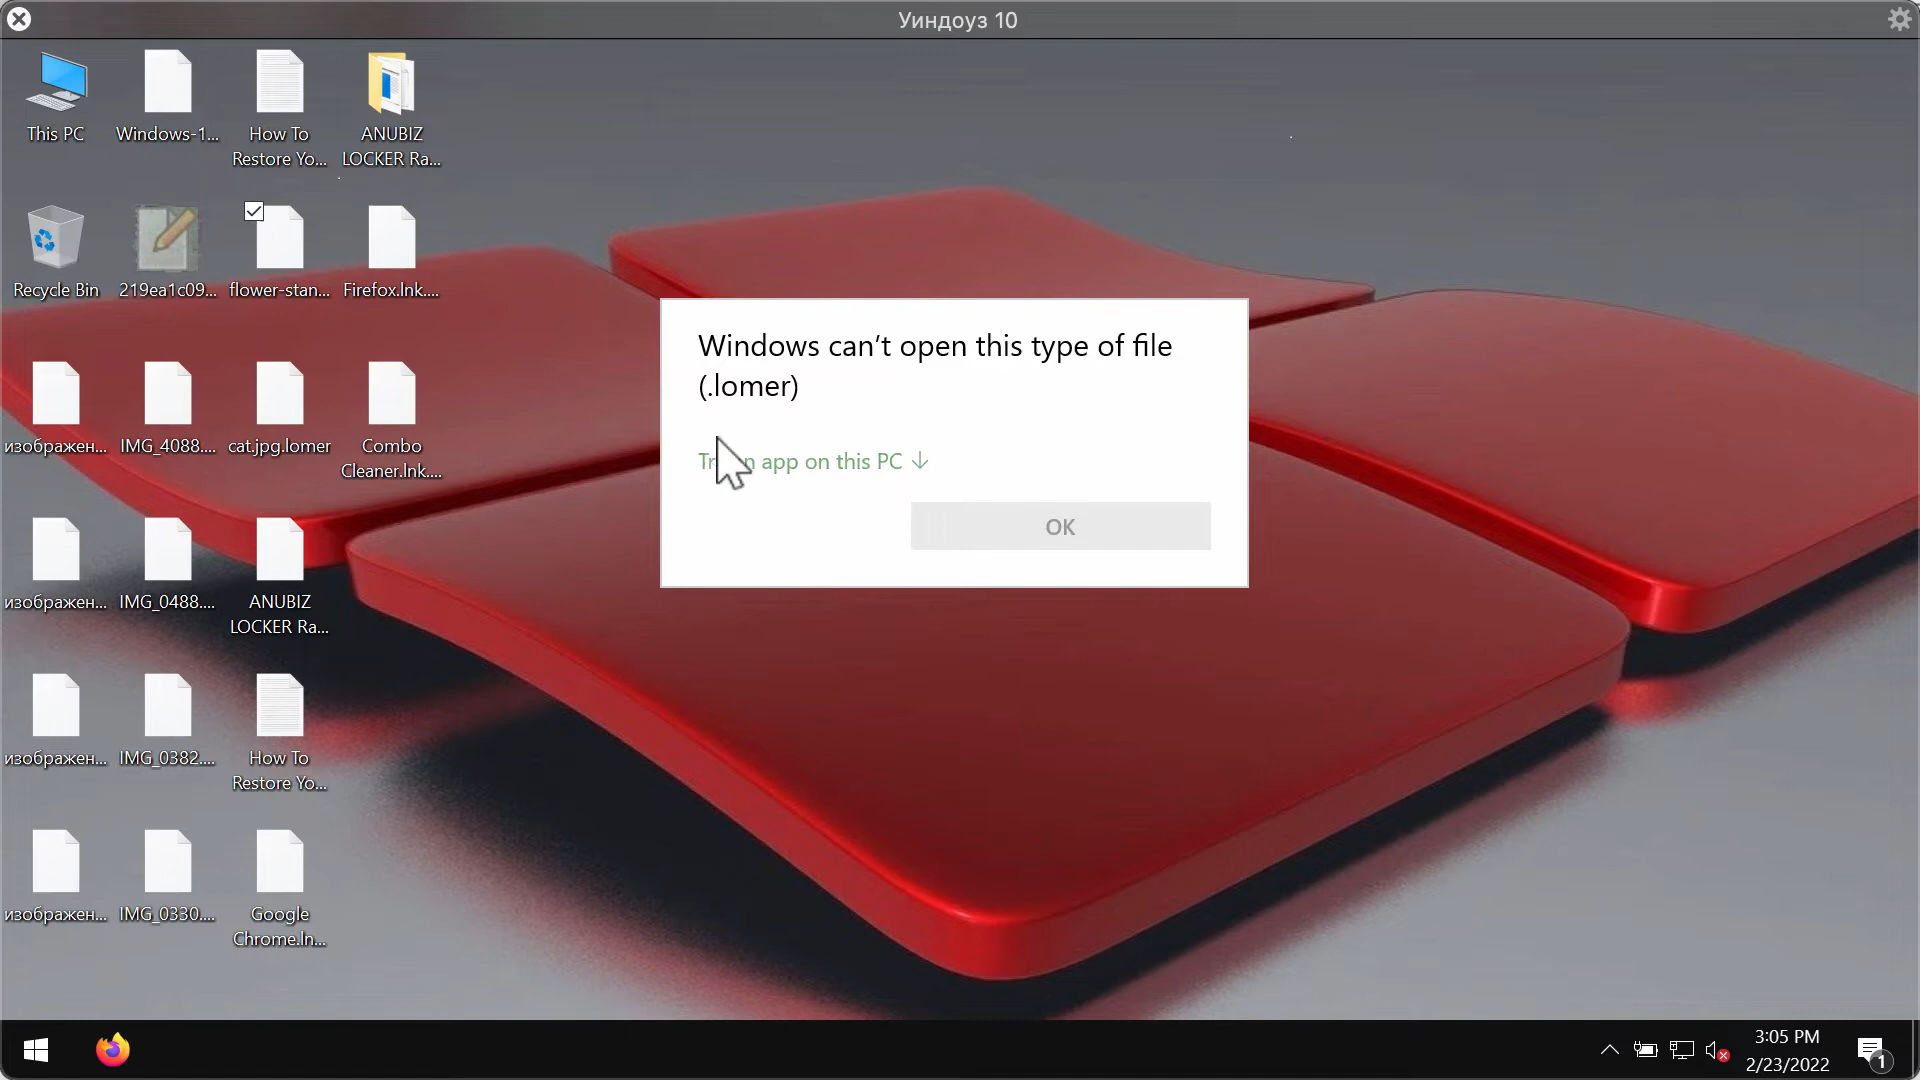 Уиндоуз 10
This PC
Windows-1...
How To
Restore Yo...
ANUBIZ
LOCKER Ra...
Recycle Bin
219ea1c09...
flower-stan...
Firefox.lnk....
изображен...
IMG_4088....
cat.jpg.lomer
Combo
Cleaner.lnk....
изображен...
IMG_0488....
ANUBIZ
LOCKER Ra...
изображен...
IMG_0382....
How To
Restore Yo...
изображен...
IMG_0330....
Google
Chrome.ln...
Windows can't open this type of file
(.lomer)
app on this PC ↓
OK
3:05 PM
2/23/2022
1